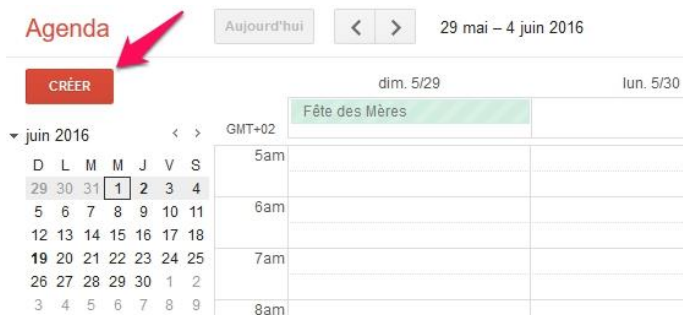 Agenda
Aujourd'hui
29 mai – 4 juin 2016
CRÉER
dim. 5/29
lun. 5/30
Fête des Mères
juin 2016
GMT+02
D L M M J V S
29 30 31 1 2 3 4
5 6 7 8 9 10 11
12 13 14 15 16 17 18
19 20 21 22 23 24 25
26 27 28 29 30 1 2
3 4 5 6 7 8 9
5am
6am
7am
8am